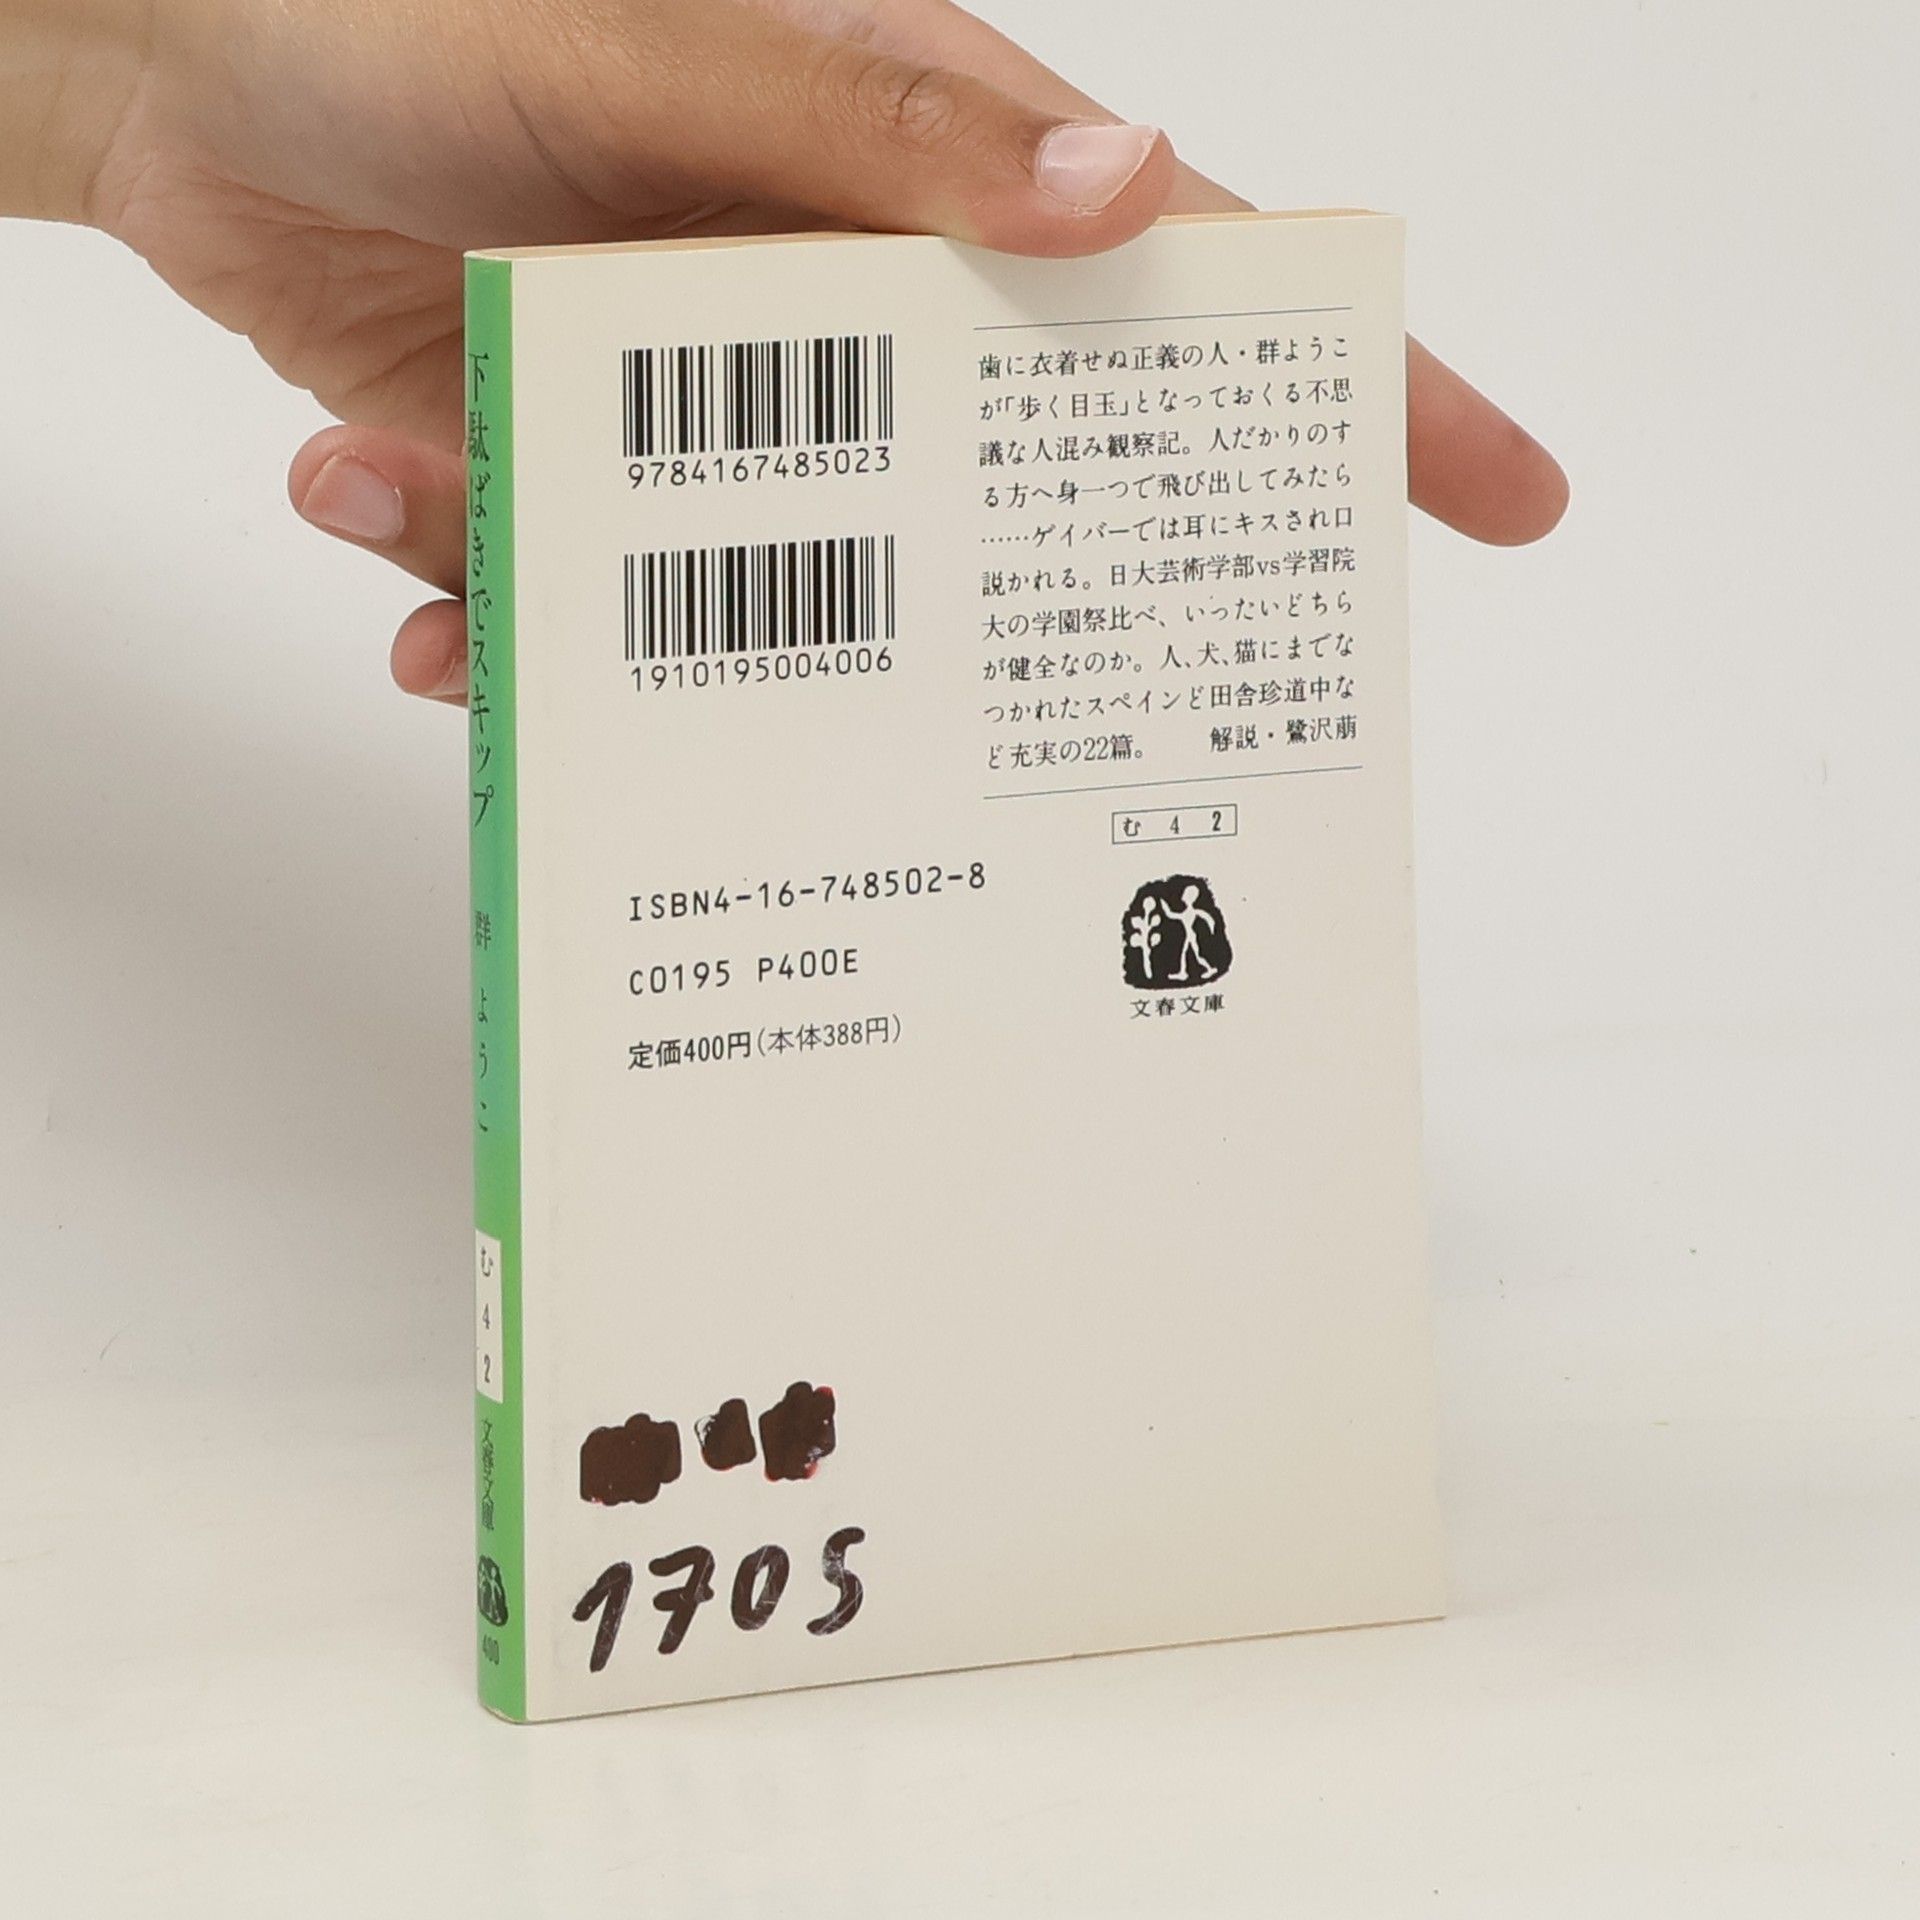 下駄ばきでスキップ 群ようこ
む 4 2
文春文庫
400
9784167485023
1910195004006
歯に衣着せぬ正義の人・群ようこ
が「歩く目玉」となっておくる不思
議な人混み観察記。人だかりのす
る方へ身一つで飛び出してみたら
……ゲイバーでは耳にキスされ口
説かれる。日大芸術学部vs学習院
大の学園祭比べ、いったいどちら
が健全なのか。人、犬、猫にまでな
つかれたスペインど田舎珍道中な
ど充実の22篇。 解説・鷺沢萠
む 4 2
文春文庫
ISBN4-16-748502-8
C0195 P400E
定価400円(本体388円)
1705